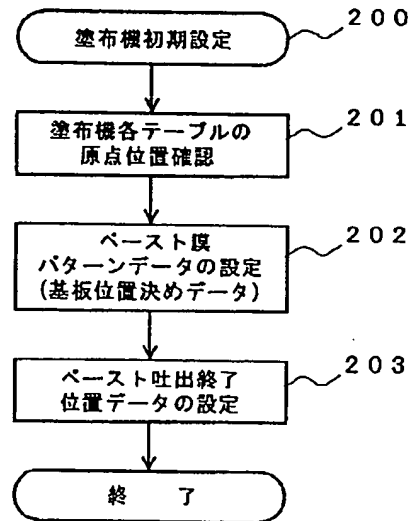 塗布機初期設定
200
塗布機各テーブルの
原点位置確認
201
ペースト膜
パターンデータの設定
(基板位置決めデータ)
202
ペースト吐出終了
位置データの設定
203
終 了